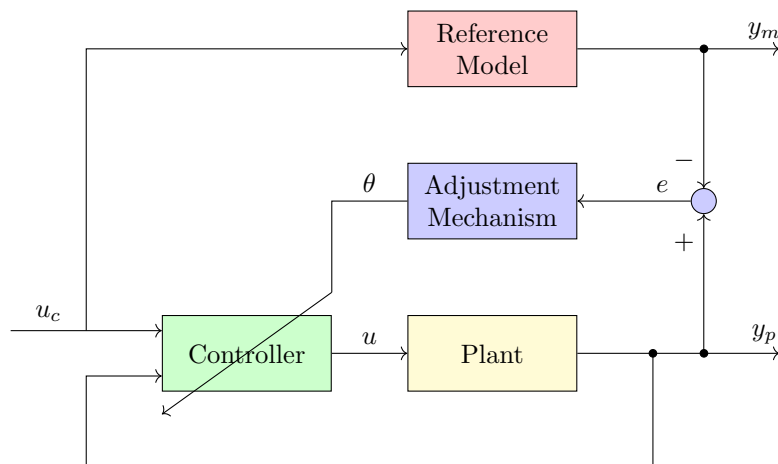 Reference
Model
y_m
−
θ
Adjustment
Mechanism
e
+
u_c
Controller
u
Plant
y_p